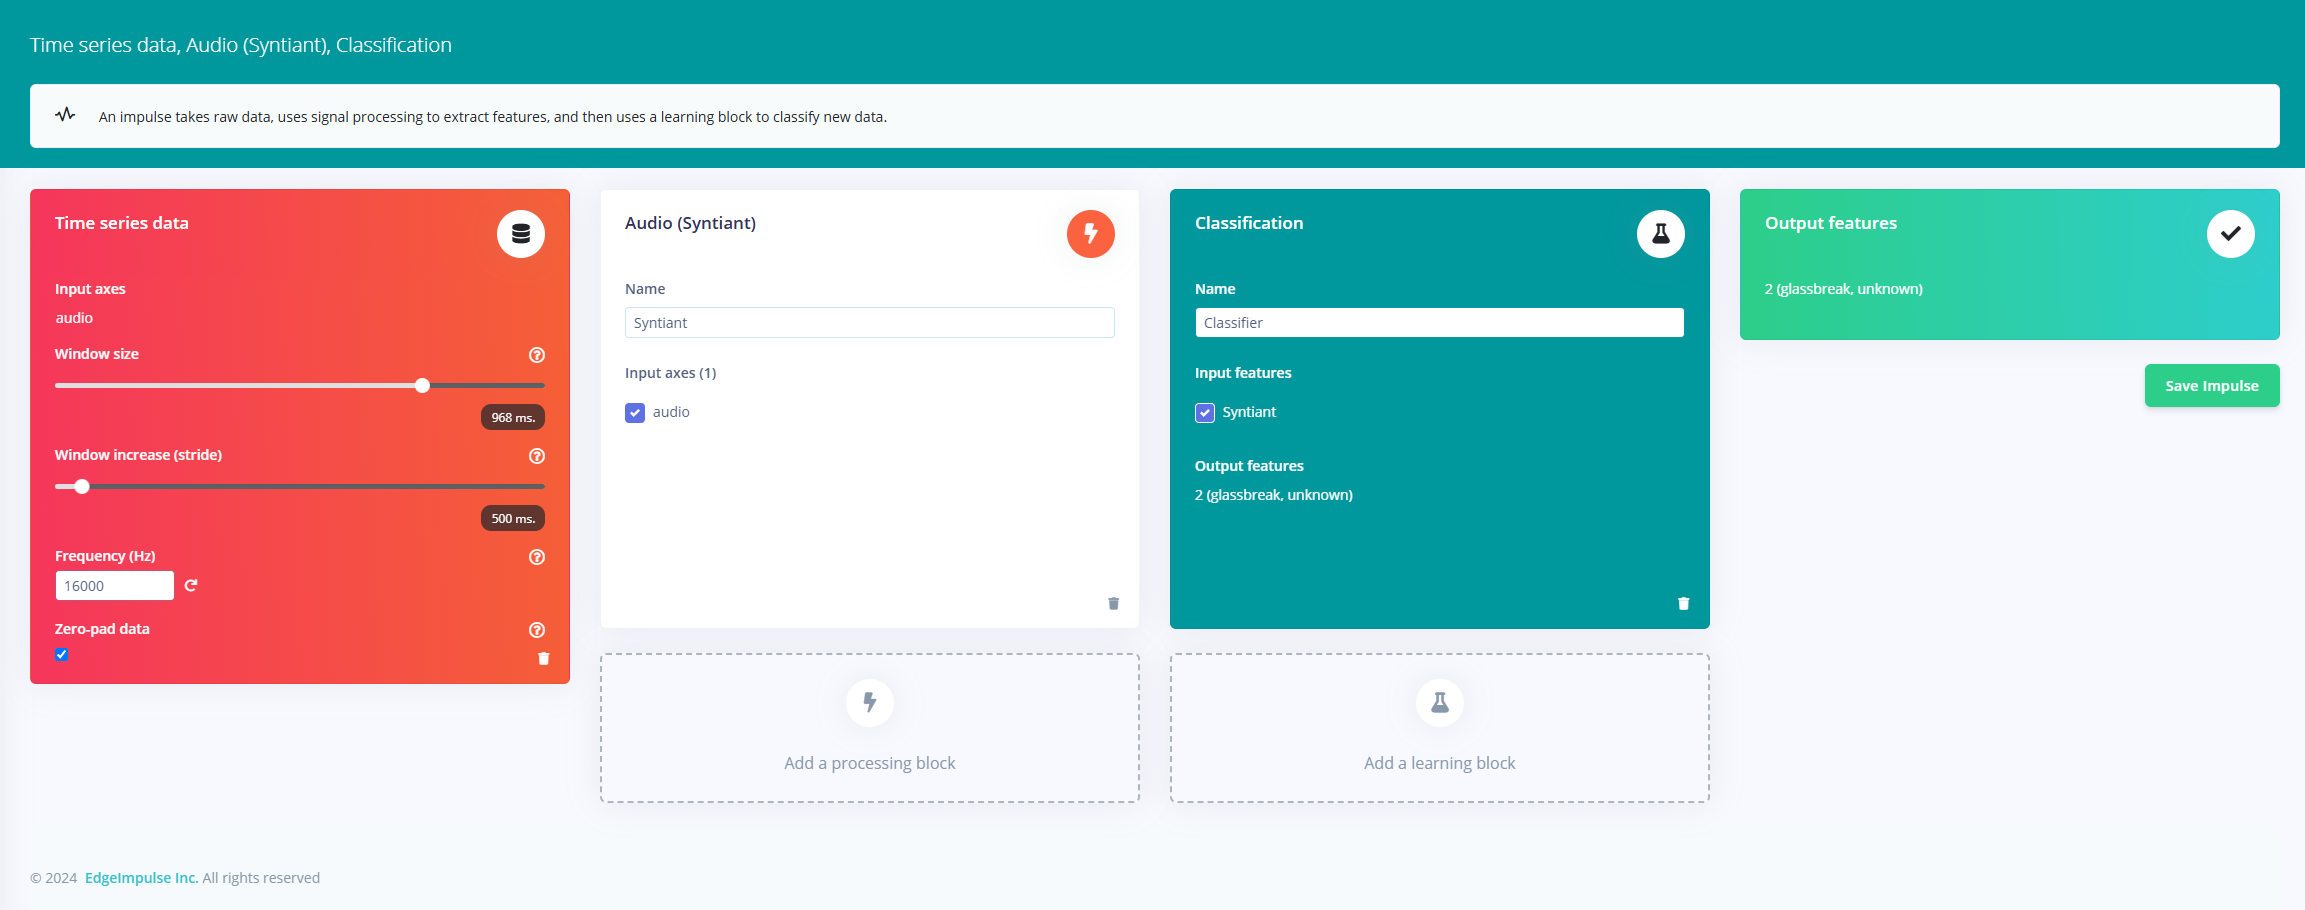 Time series data, Audio (Syntiant), Classification
An impulse takes raw data, uses signal processing to extract features, and then uses a learning block to classify new data.
Time series data
Input axes
audio
Window size
968 ms.
Window increase (stride)
500 ms.
Frequency (Hz)
16000
Zero-pad data
Audio (Syntiant)
Name
Syntiant
Input axes (1)
audio
Add a processing block
Classification
Name
Classifier
Input features
Syntiant
Output features
2 (glassbreak, unknown)
Add a learning block
Output features
2 (glassbreak, unknown)
Save Impulse
© 2024 EdgeImpulse Inc. All rights reserved